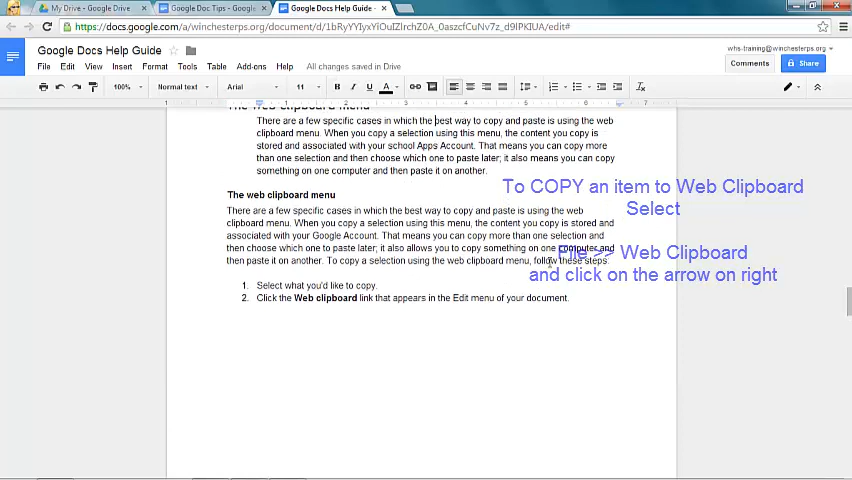 My Drive - Google Drive
Google Doc Tips - Google
Google Docs Help Guide -
https://docs.google.com/a/winchesterps.org/document/d/1bRyYYIyxYiOuIZlrchZ0A_0aszcfCuNv7z_d9lPKIUA/edit#
Google Docs Help Guide
whs-training@winchesterps.org
File Edit View Insert Format Tools Table Add-ons Help All changes saved in Drive
Comments
Share
100% Normal text Arial 11 B I U A
1 1 2 3 4 5 6 7
The web clipboard menu
There are a few specific cases in which the best way to copy and paste is using the web
clipboard menu. When you copy a selection using this menu, the content you copy is
stored and associated with your school Apps Account. That means you can copy more
than one selection and then choose which one to paste later; it also means you can copy
something on one computer and then paste it on another.
To COPY an item to Web Clipboard
Select
File >> Web Clipboard
and click on the arrow on right
The web clipboard menu
There are a few specific cases in which the best way to copy and paste is using the web
clipboard menu. When you copy a selection using this menu, the content you copy is stored and
associated with your Google Account. That means you can copy more than one selection and
then choose which one to paste later; it also allows you to copy something on one computer and
then paste it on another. To copy a selection using the web clipboard menu, follow these steps:
1. Select what you'd like to copy.
2. Click the Web clipboard link that appears in the Edit menu of your document.